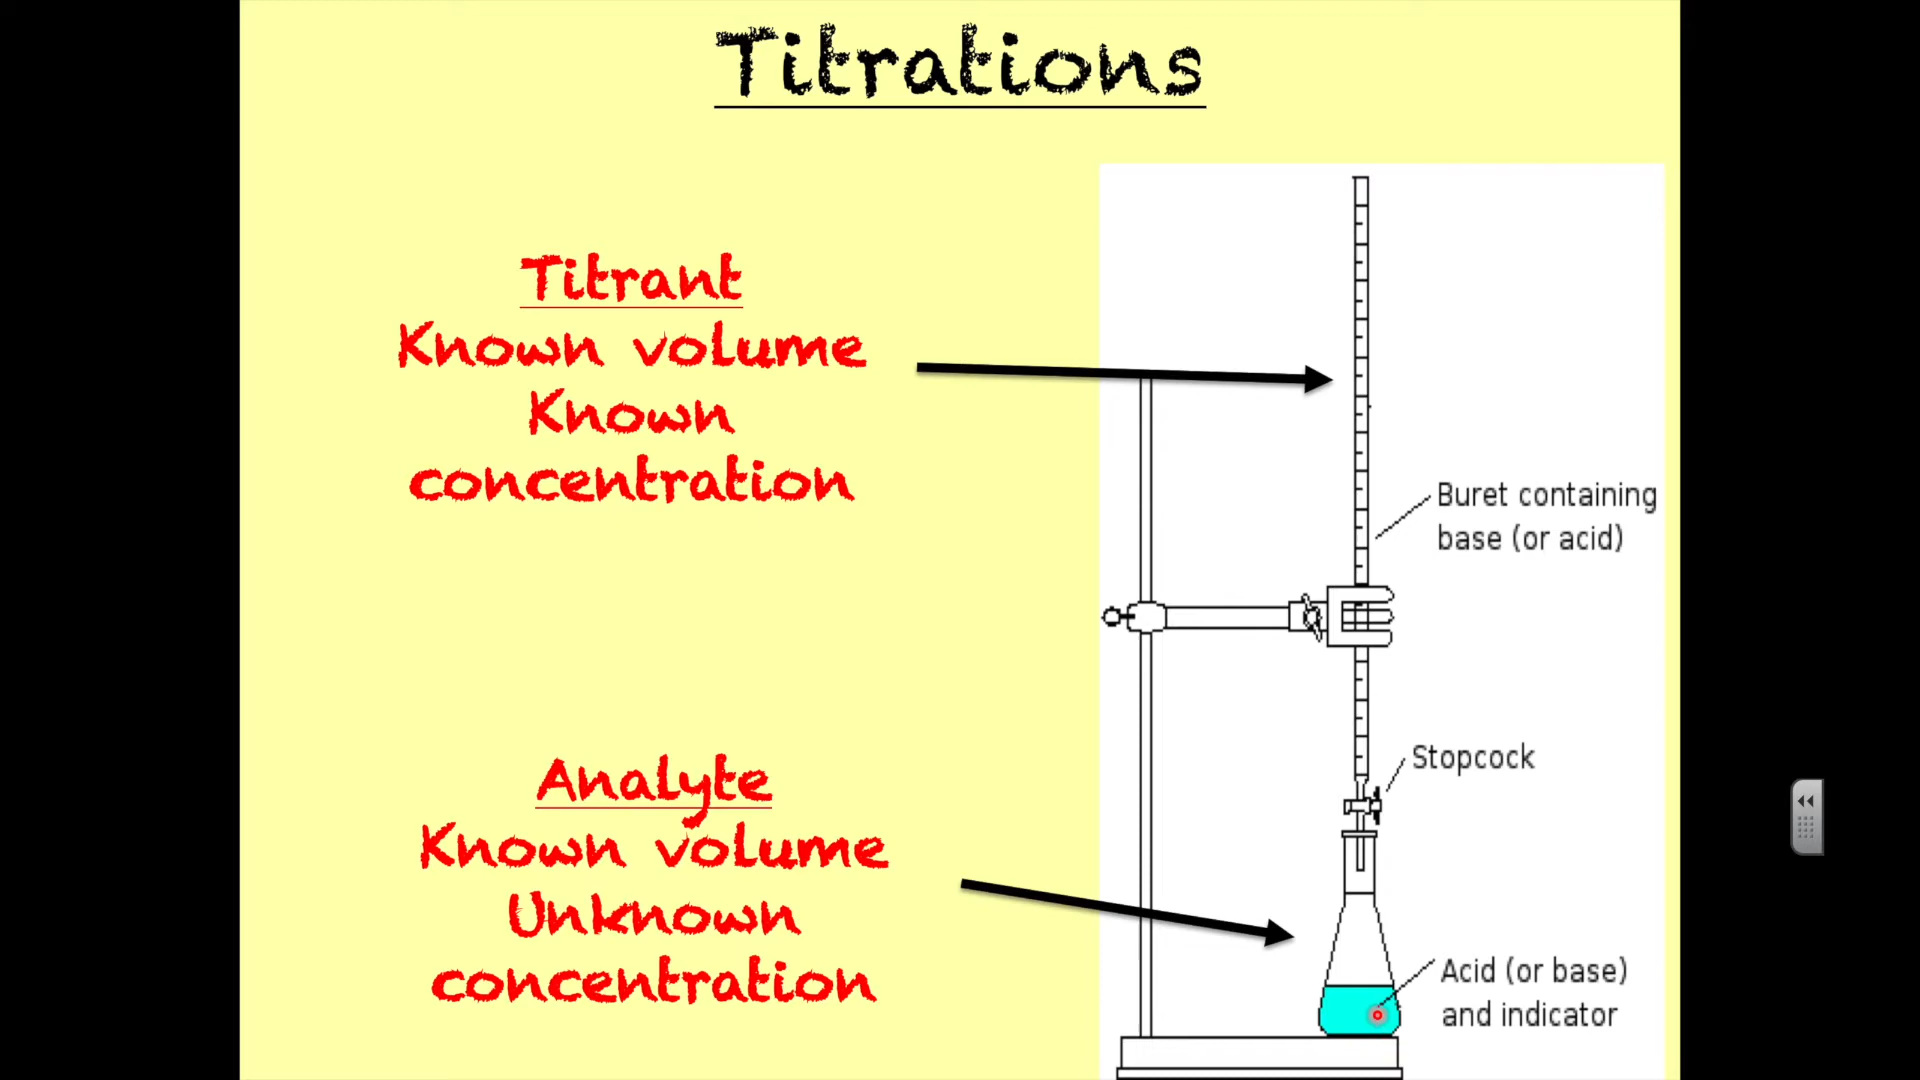 Titrations
Titrant
Known volume
Known
concentration
Buret containing
base (or acid)
Stopcock
Analyte
Known volume
Unknown
concentration
Acid (or base)
and indicator